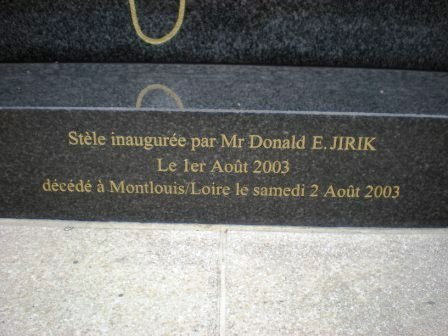 Stèle inaugurée par Mr Donald E. JIRIK
Le 1er Août 2003
décédé à Montlouis/Loire le samedi 2 Août 2003